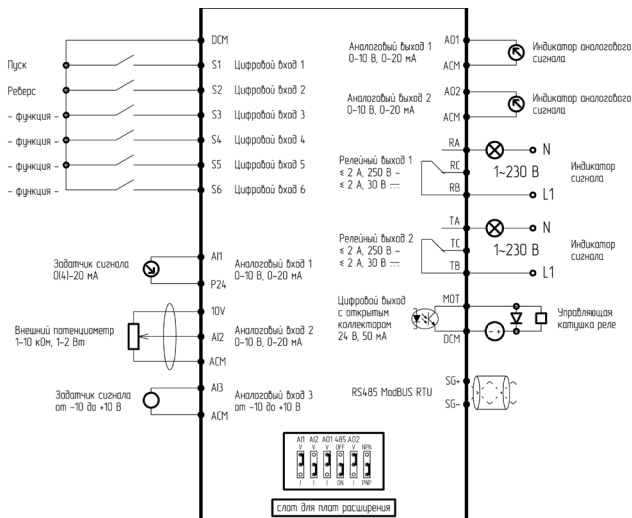 DCM
Пуск
S1 Цифровой вход 1
Реверс
S2 Цифровой вход 2
- функция -
S3 Цифровой вход 3
- функция -
S4 Цифровой вход 4
- функция -
S5 Цифровой вход 5
- функция -
S6 Цифровой вход 6
Задатчик сигнала
0(4)-20 мА
AI1
P24
Аналоговый вход 1
0-10 В, 0-20 мА
Внешний потенциометр
1-10 кОм, 1-2 Вт
10V
AI2
ACM
Аналоговый вход 2
0-10 В, 0-20 мА
Задатчик сигнала
от -10 до +10 В
AI3
ACM
Аналоговый вход 3
от -10 до +10 В
Аналоговый выход 1
0-10 В, 0-20 мА
AO1
ACM
Индикатор аналогового
сигнала
Аналоговый выход 2
0-10 В, 0-20 мА
AO2
ACM
Индикатор аналогового
сигнала
Релейный выход 1
≤ 2 А, 250 В ~
≤ 2 А, 30 В ⎓
RA
RC
RB
N
1~230 В
L1
Индикатор
сигнала
Релейный выход 2
≤ 2 А, 250 В ~
≤ 2 А, 30 В ⎓
TA
TC
TB
N
1~230 В
L1
Индикатор
сигнала
Цифровой выход
с открытым
коллектором
24 В, 50 мА
MOT
DCM
Управляющая
катушка реле
RS485 ModBUS RTU
SG+
SG-
AI1 AI2 AO1 485 AO2
V V V OFF V NPN
I I I ON I PNP
слот для плат расширения